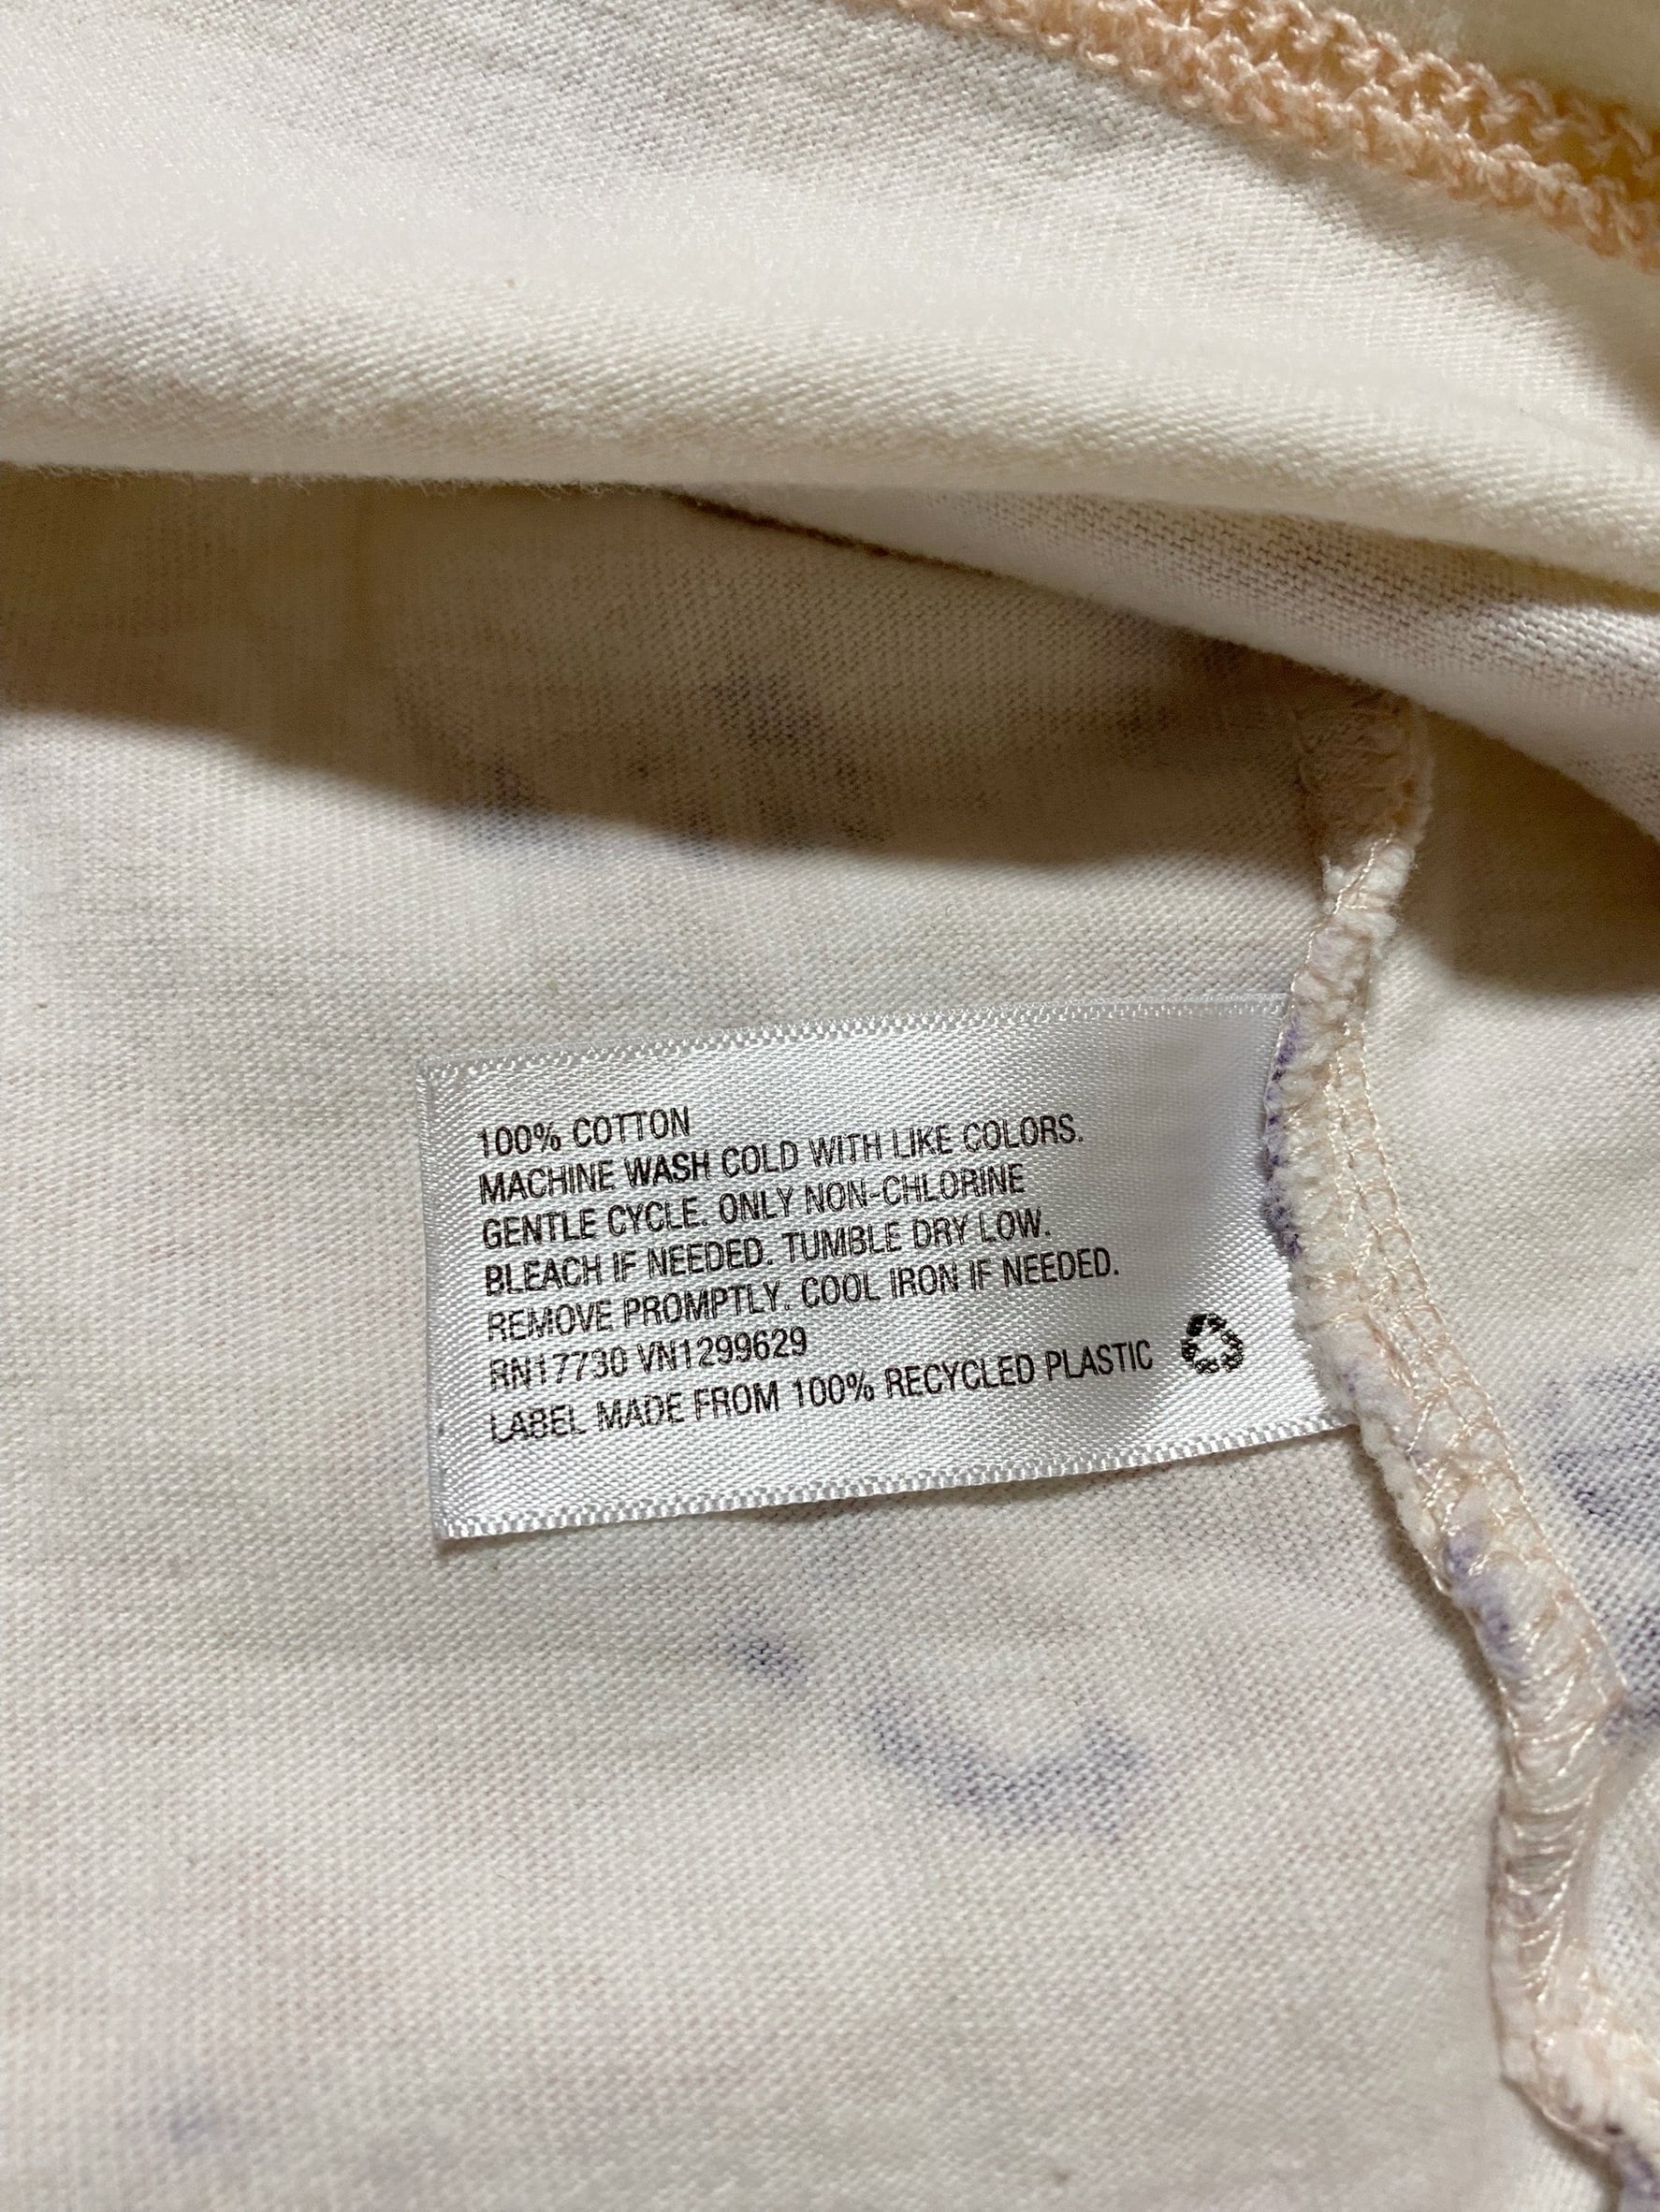 100% COTTON
MACHINE WASH COLD WITH LIKE COLORS.
GENTLE CYCLE. ONLY NON-CHLORINE
BLEACH IF NEEDED. TUMBLE DRY LOW.
REMOVE PROMPTLY. COOL IRON IF NEEDED.
RN17730 VN1299629
LABEL MADE FROM 100% RECYCLED PLASTIC